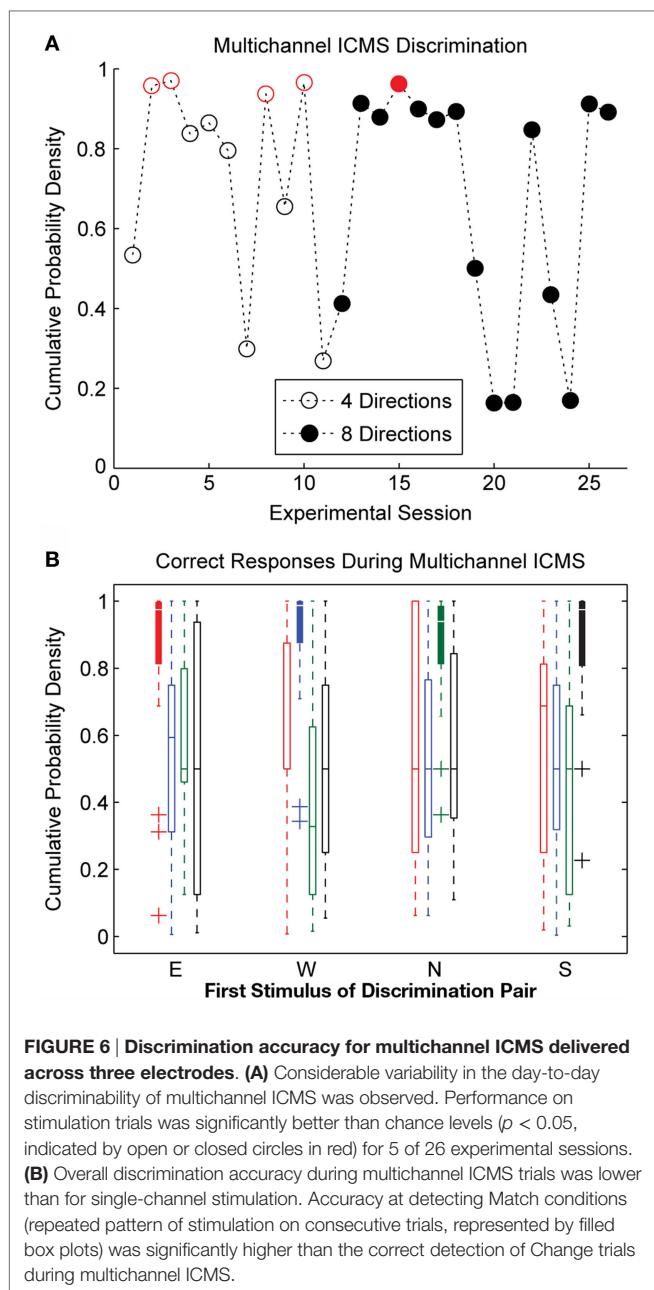 A
Multichannel ICMS Discrimination
Cumulative Probability Density
1
0.8
0.6
0.4
0.2
0
0
5
10
15
20
25
4 Directions
8 Directions
Experimental Session
B
Correct Responses During Multichannel ICMS
Cumulative Probability Density
1
0.8
0.6
0.4
0.2
0
E
W
N
S
First Stimulus of Discrimination Pair
FIGURE 6 | Discrimination accuracy for multichannel ICMS delivered
across three electrodes. (A) Considerable variability in the day-to-day
discriminability of multichannel ICMS was observed. Performance on
stimulation trials was significantly better than chance levels (p < 0.05,
indicated by open or closed circles in red) for 5 of 26 experimental sessions.
(B) Overall discrimination accuracy during multichannel ICMS trials was lower
than for single-channel stimulation. Accuracy at detecting Match conditions
(repeated pattern of stimulation on consecutive trials, represented by filled
box plots) was significantly higher than the correct detection of Change trials
during multichannel ICMS.